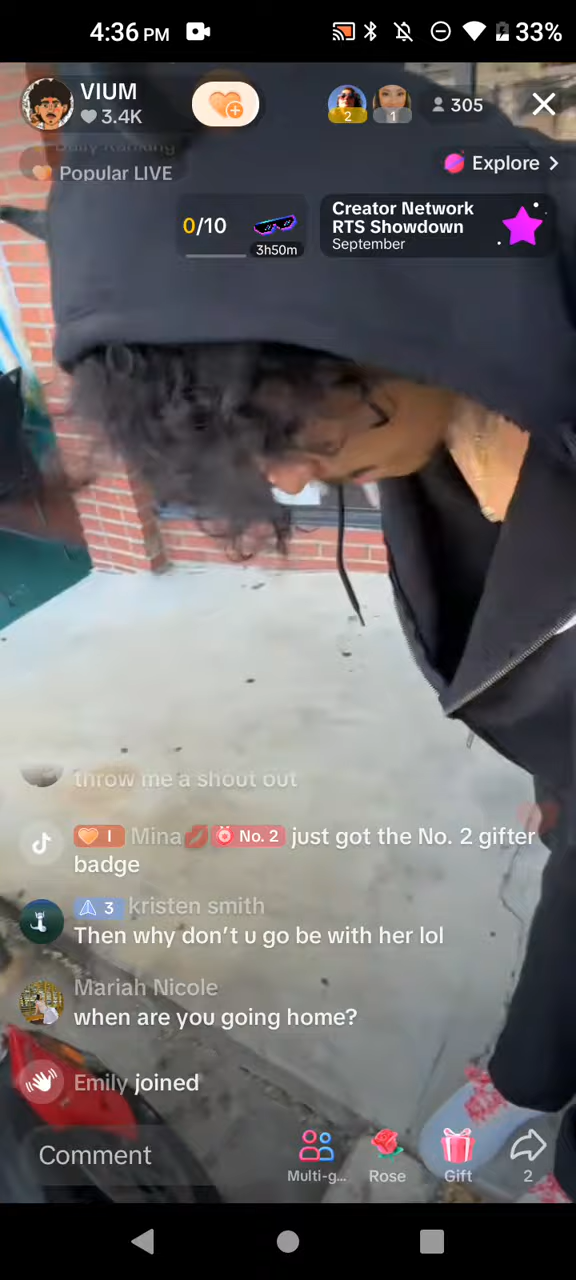 4:36 PM 33%
VIUM
3.4K
2 1 305
Daily Ranking
Popular LIVE
Explore >
0/10
3h50m
Creator Network
RTS Showdown
September
throw me a shout out
I Mina💋 No. 2 just got the No. 2 gifter
badge
3 kristen smith
Then why don't u go be with her lol
Mariah Nicole
when are you going home?
Emily joined
Comment
Multi-g... Rose Gift 2